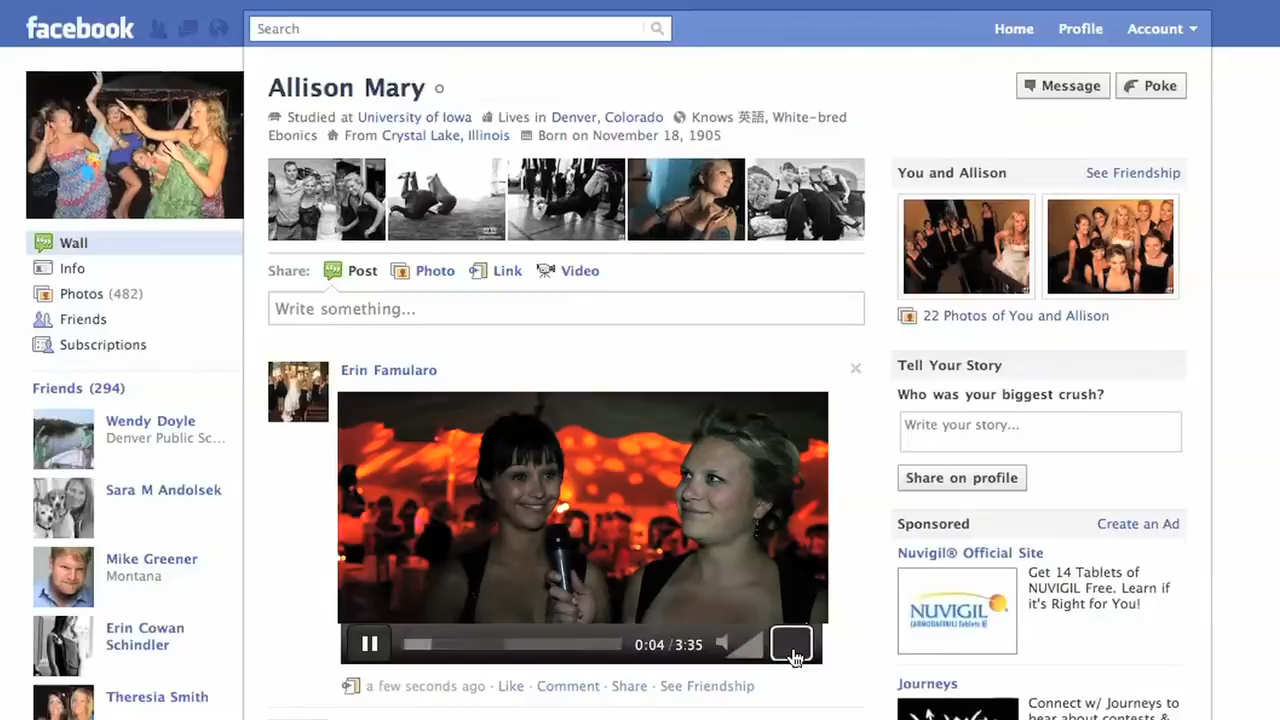 facebook
Search
Home Profile Account
Allison Mary
Message
Poke
Studied at University of Iowa Lives in Denver, Colorado Knows 英語, White-bred
Ebonics From Crystal Lake, Illinois Born on November 18, 1905
Wall
Info
Photos (482)
Friends
Subscriptions
Friends (294)
Wendy Doyle
Denver Public Sc...
Sara M Andolsek
Mike Greener
Montana
Erin Cowan
Schindler
Theresia Smith
Share: Post Photo Link Video
Write something...
Erin Famularo
0:04 / 3:35
a few seconds ago · Like · Comment · Share · See Friendship
You and Allison See Friendship
22 Photos of You and Allison
Tell Your Story
Who was your biggest crush?
Write your story...
Share on profile
Sponsored Create an Ad
Nuvigil® Official Site
NUVIGIL
(ARMODAFINIL) Tablets
Get 14 Tablets of
NUVIGIL Free. Learn if
it's Right for You!
Journeys
Connect w/ Journeys to
hear about contests &